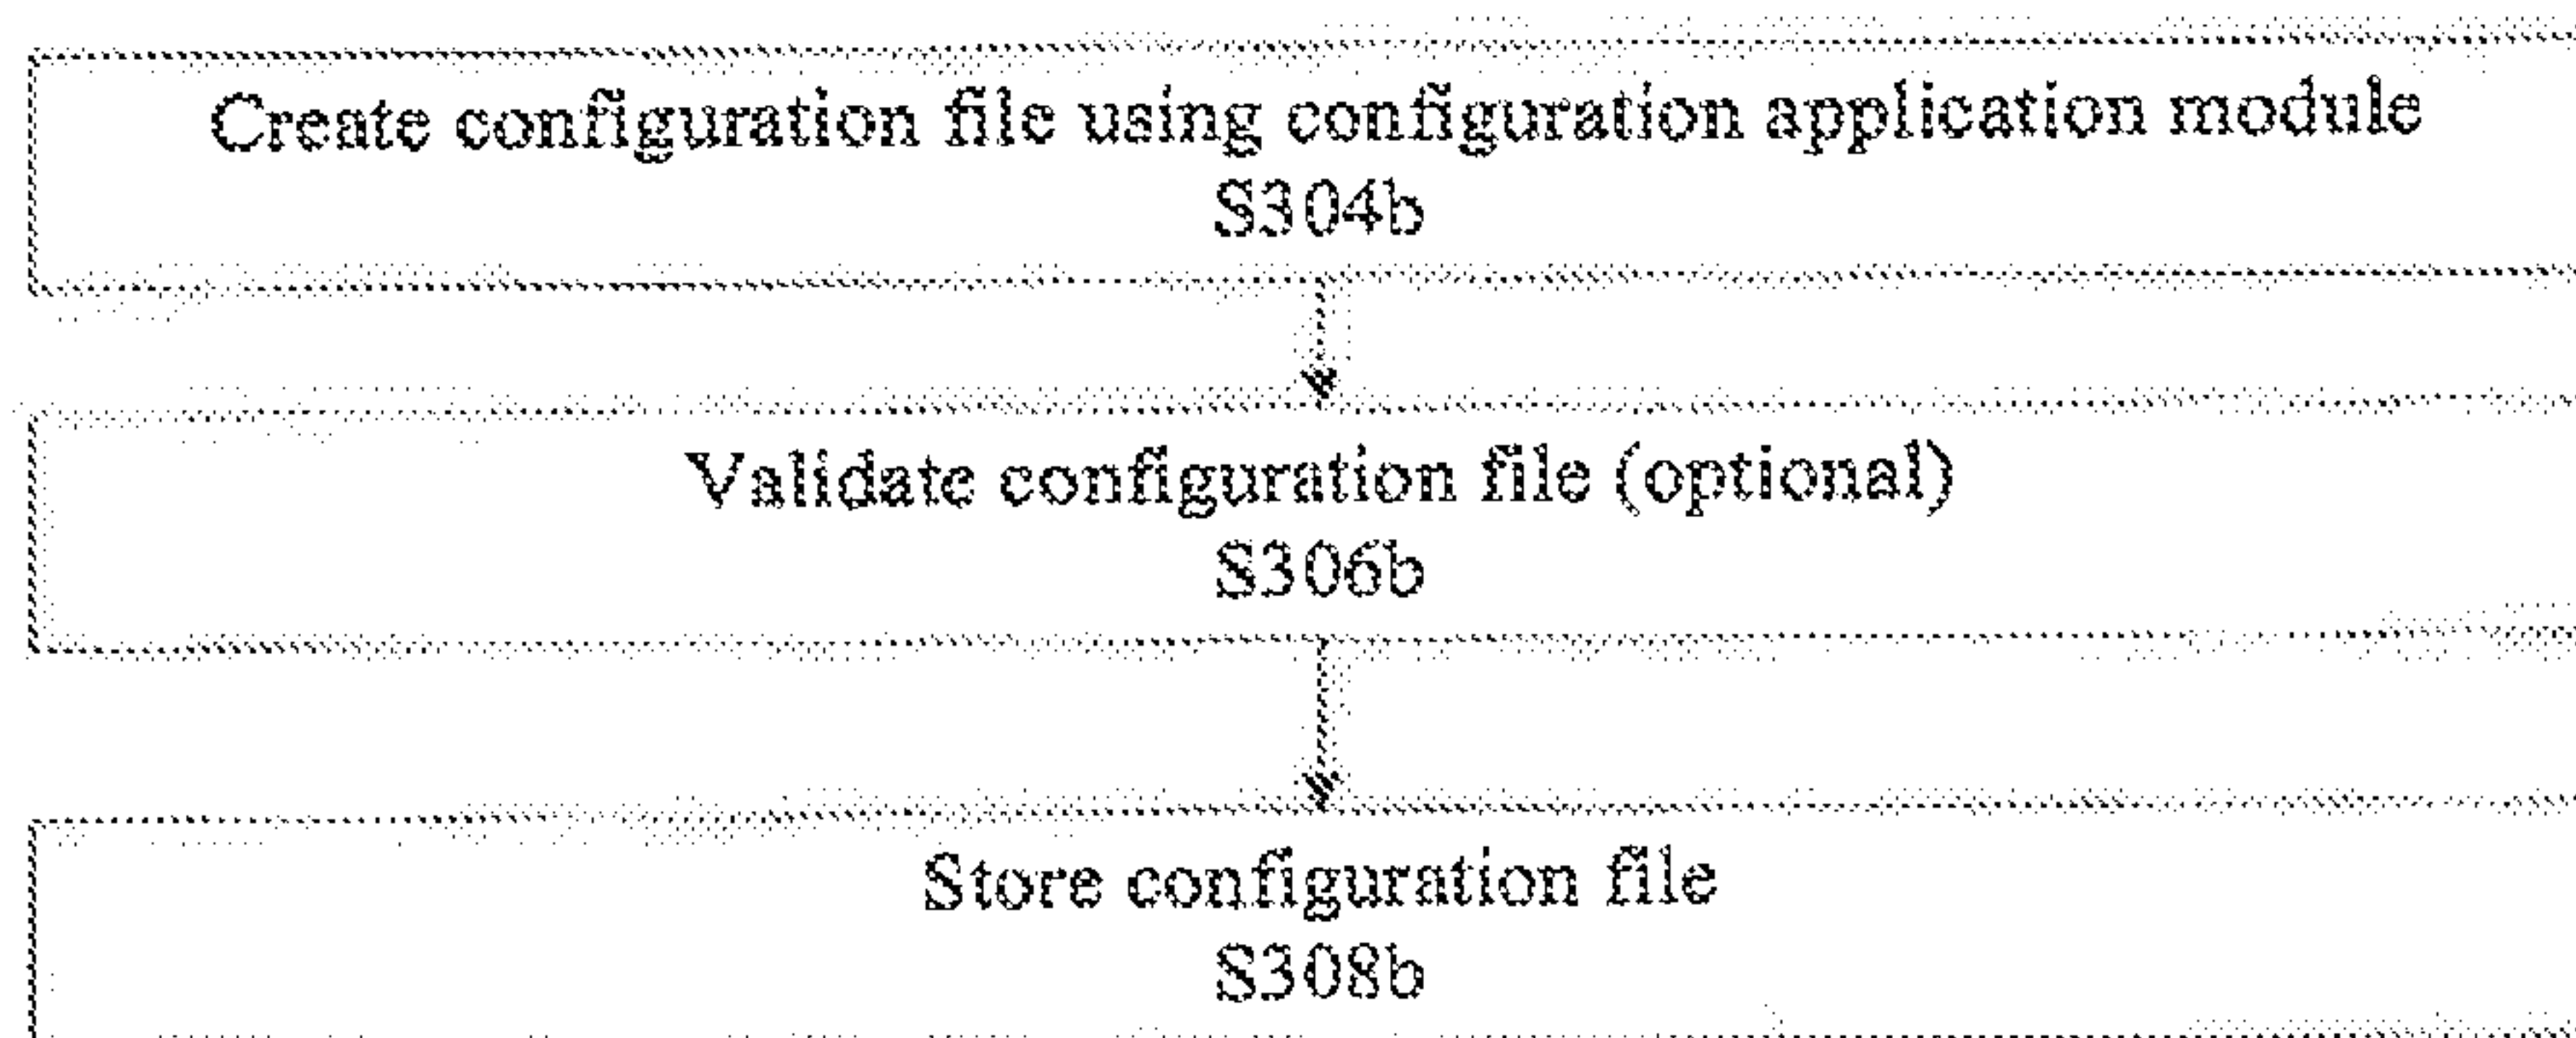 Create configuration file using configuration application module
S304b
Validate configuration file (optional)
S306b
Store configuration file
S308b